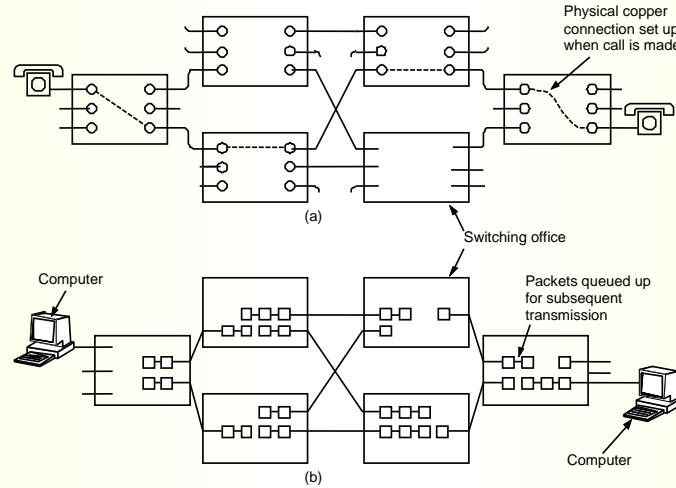 Physical copper
connection set up
when call is made
(a)
Switching office
Computer
Packets queued up
for subsequent
transmission
Computer
(b)